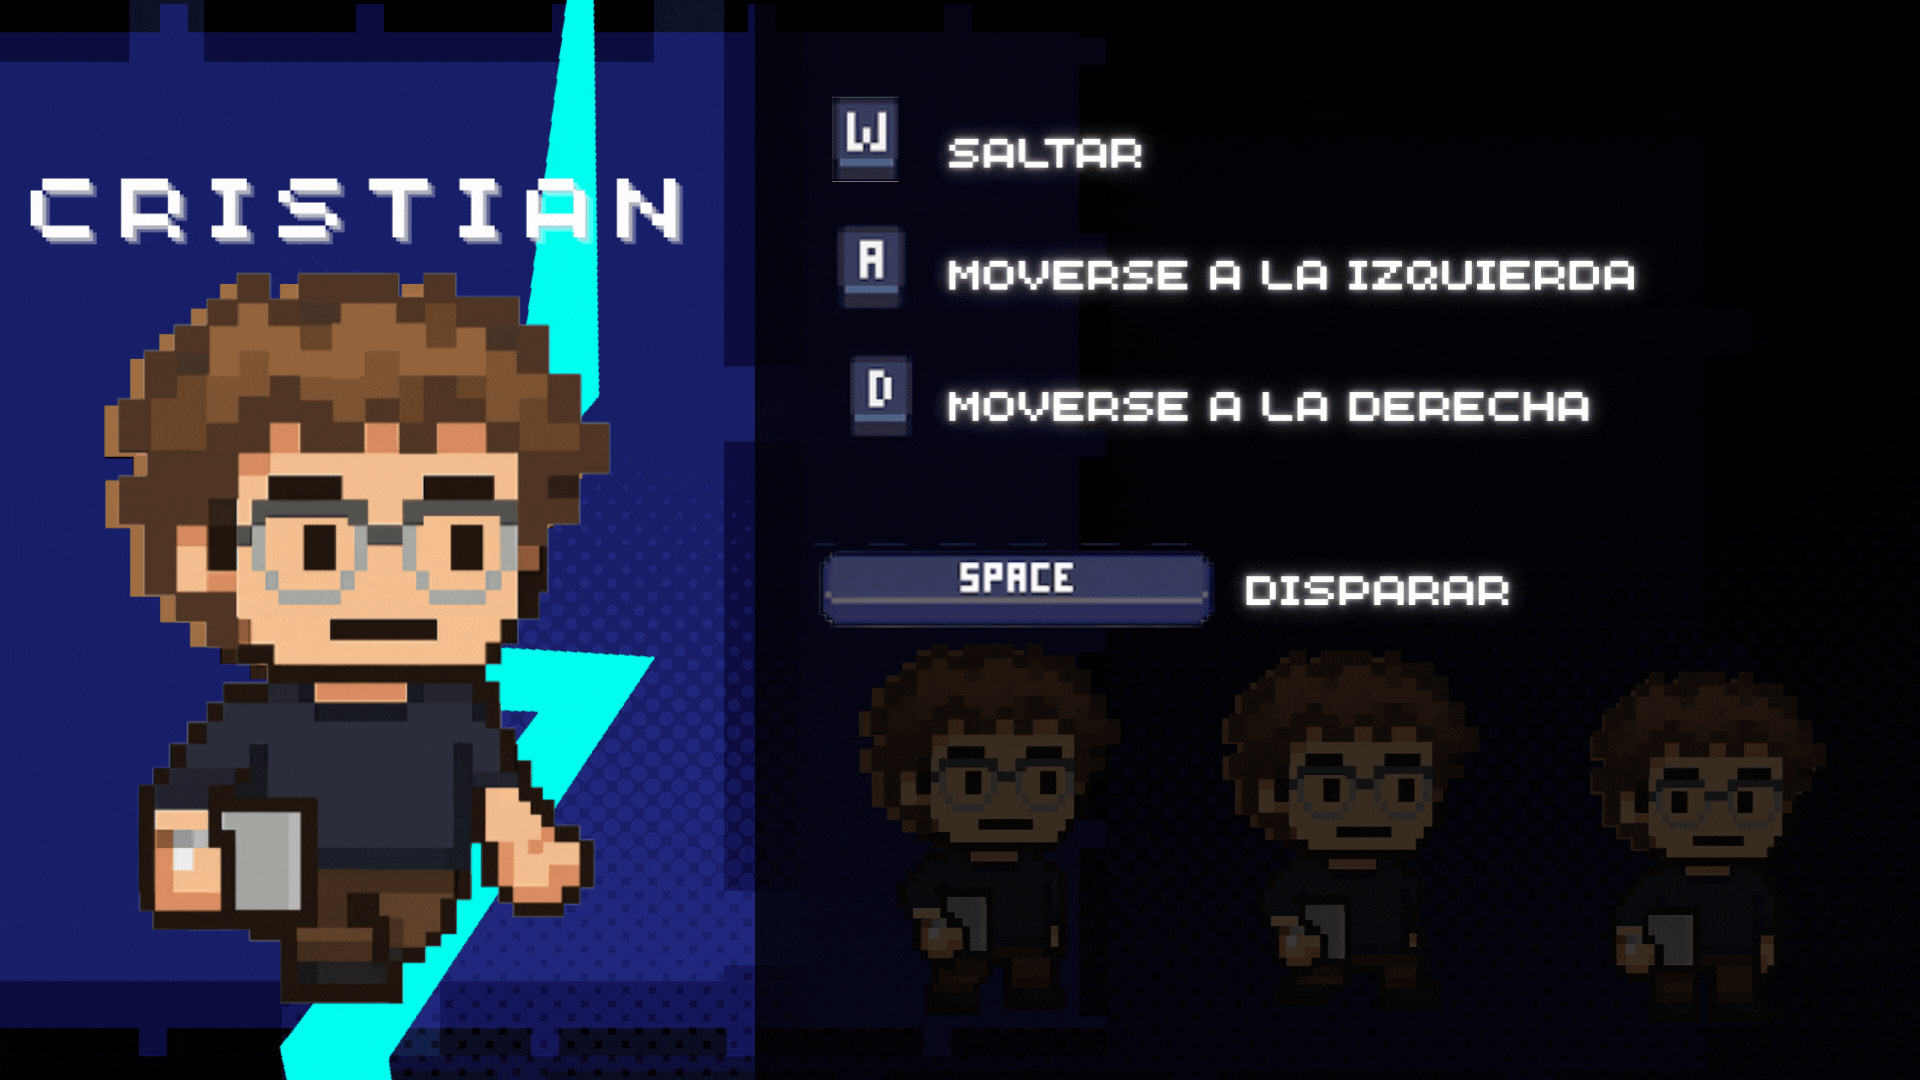 CRISTIAN
W SALTAR
A MOVERSE A LA IZQUIERDA
D MOVERSE A LA DERECHA
SPACE DISPARAR